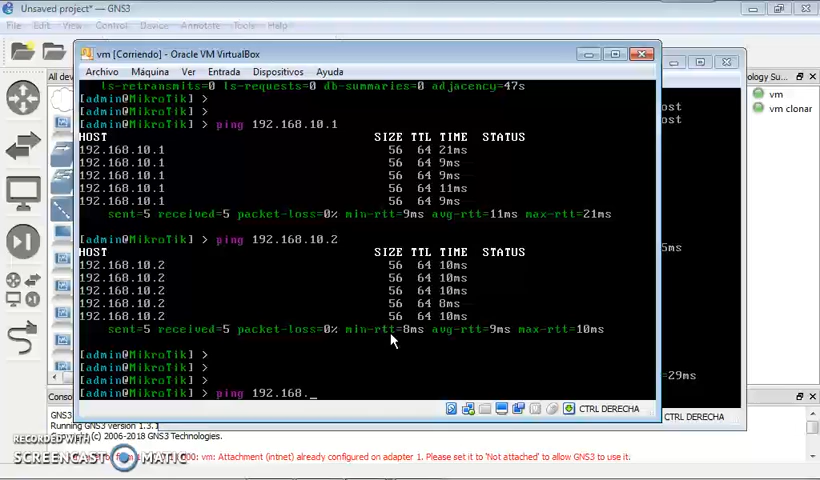 Unsaved project* — GNS3
File Edit View Control Device Annotate Tools Help
vm [Corriendo] - Oracle VM VirtualBox
Archivo Máquina Ver Entrada Dispositivos Ayuda
All dev
ology Su...
vm
vm clonar
ost
ost
ls-retransmits=0 ls-requests=0 db-summaries=0 adjacency=47s
[admin@MikroTik] >
[admin@MikroTik] >
[admin@MikroTik] > ping 192.168.10.1
HOST SIZE TTL TIME STATUS
192.168.10.1 56 64 21ms
192.168.10.1 56 64 9ms
192.168.10.1 56 64 9ms
192.168.10.1 56 64 11ms
192.168.10.1 56 64 9ms
sent=5 received=5 packet-loss=0% min-rtt=9ms avg-rtt=11ms max-rtt=21ms
[admin@MikroTik] > ping 192.168.10.2
HOST SIZE TTL TIME STATUS
192.168.10.2 56 64 10ms
192.168.10.2 56 64 10ms
192.168.10.2 56 64 10ms
192.168.10.2 56 64 8ms
192.168.10.2 56 64 10ms
sent=5 received=5 packet-loss=0% min-rtt=8ms avg-rtt=9ms max-rtt=10ms
[admin@MikroTik] >
[admin@MikroTik] >
[admin@MikroTik] > ping 192.168._
5ms
=29ms
CTRL DERECHA
CTRL DERECHA
Conso
Running GNS3 version 1.3.1
(c) 2006-2018 GNS3 Technologies.
RECORDED WITH
SCREENCAST MATIC
000: vm: Attachment (intnet) already configured on adapter 1. Please set it to 'Not attached' to allow GNS3 to use it.